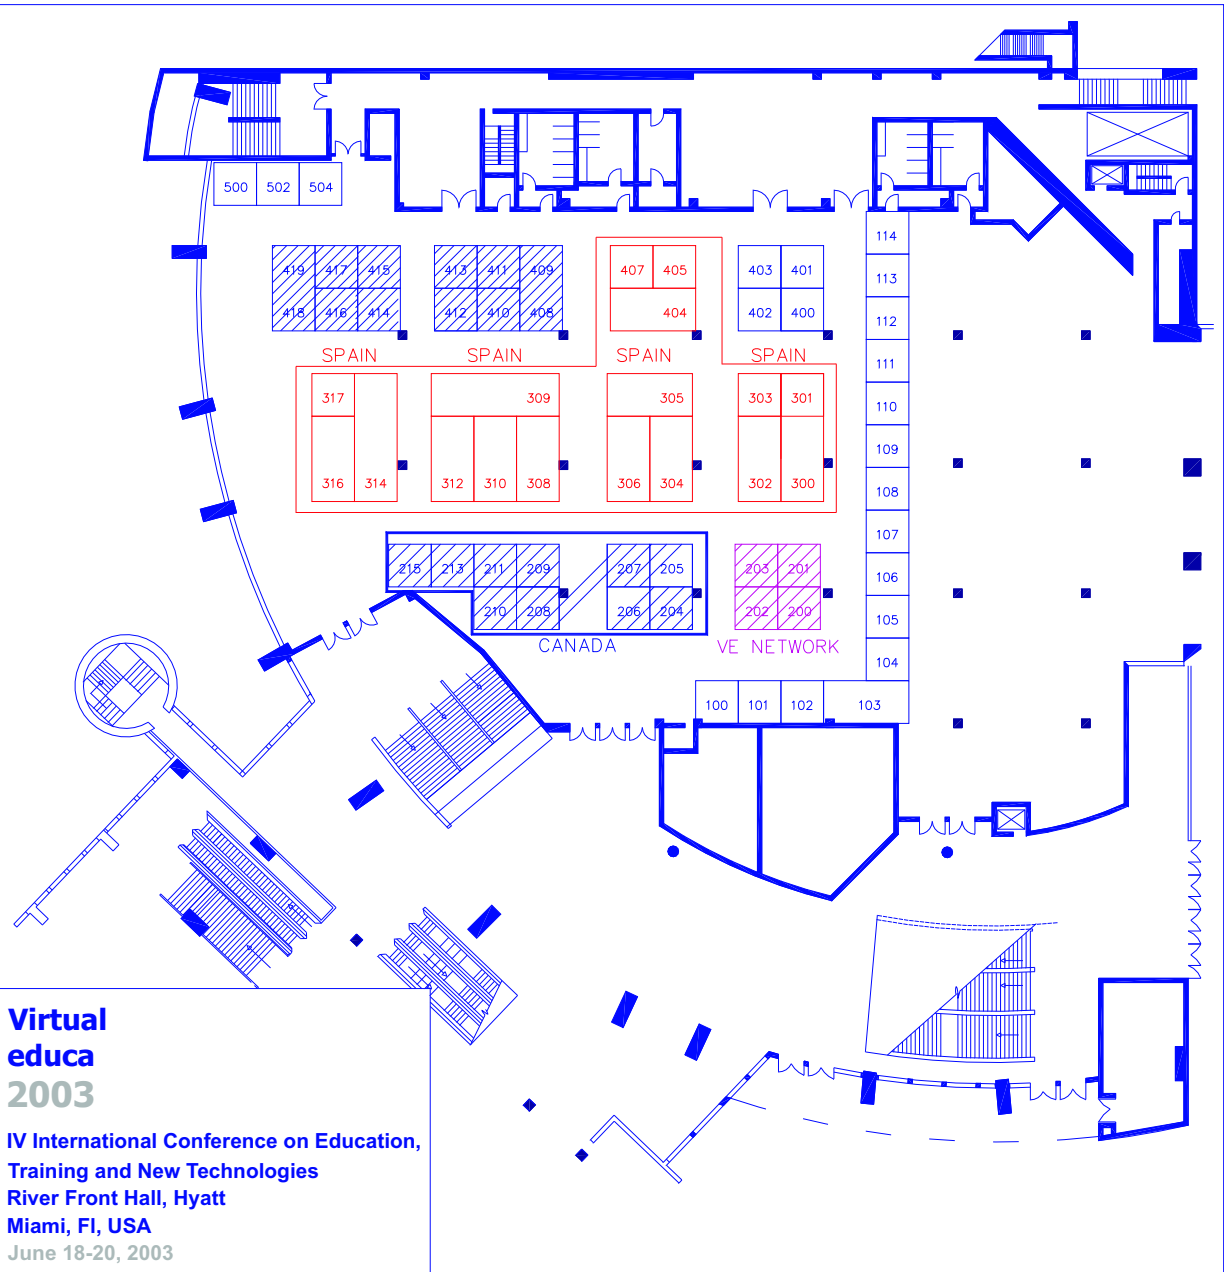 500 502 504
114
419 417 415 413 411 409 407 405 403 401
113
418 416 414 412 410 408 404 402 400
112
SPAIN SPAIN SPAIN SPAIN
111
317 309 305 303 301
110
109
316 314 312 310 308 306 304 302 300
108
107
215 213 211 209 207 205 203 201
106
210 208 206 204 202 200
105
CANADA VE NETWORK
104
100 101 102 103
Virtual
educa
2003
IV International Conference on Education,
Training and New Technologies
River Front Hall, Hyatt
Miami, Fl, USA
June 18-20, 2003